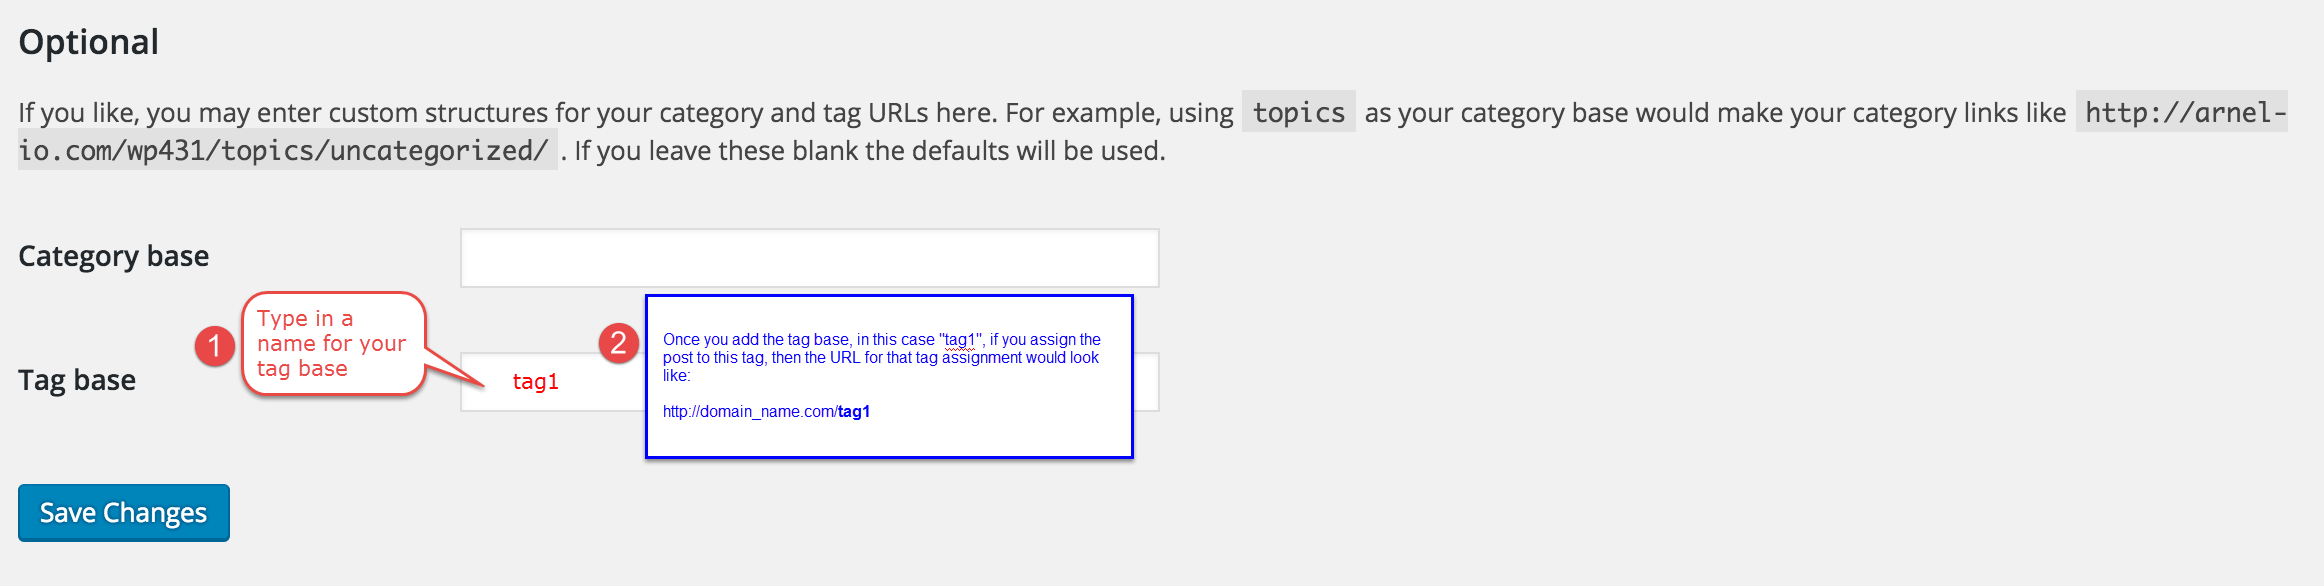 Optional
If you like, you may enter custom structures for your category and tag URLs here. For example, using topics as your category base would make your category links like http://arnel-
io.com/wp431/topics/uncategorized/ . If you leave these blank the defaults will be used.
Category base
1
Type in a
name for your
tag base
Tag base
tag1
2
Once you add the tag base, in this case "tag1", if you assign the
post to this tag, then the URL for that tag assignment would look
like:
http://domain_name.com/tag1
Save Changes